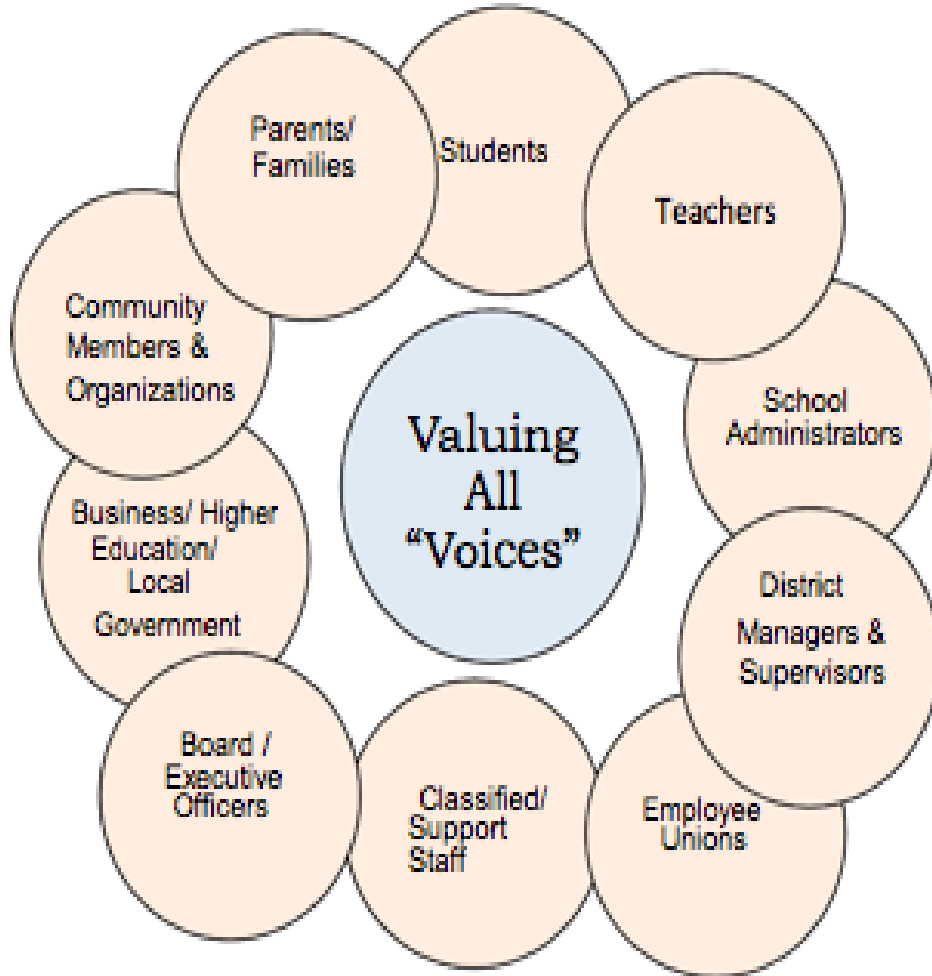 Parents/
Families
Students
Teachers
School
Administrators
District
Managers &
Supervisors
Employee
Unions
Classified/
Support
Staff
Board /
Executive
Officers
Business/ Higher
Education/
Local
Government
Community
Members &
Organizations
Valuing
All
“Voices”